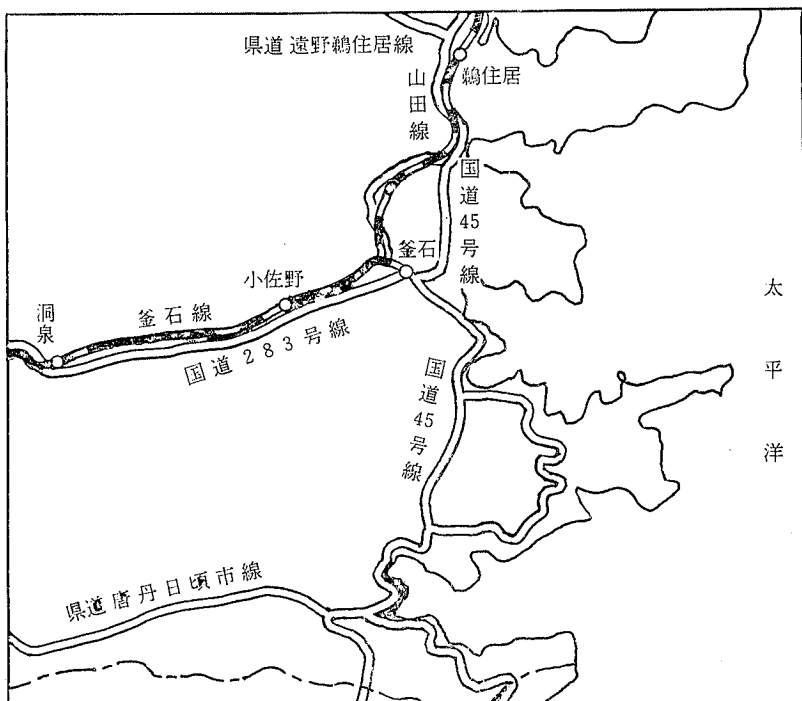 県道 遠野鵜住居線
鵜住居
山田線
国道45号線
釜石
小佐野
釜石線
洞泉
国道283号線
国道45号線
太平洋
県道唐丹日頃市線